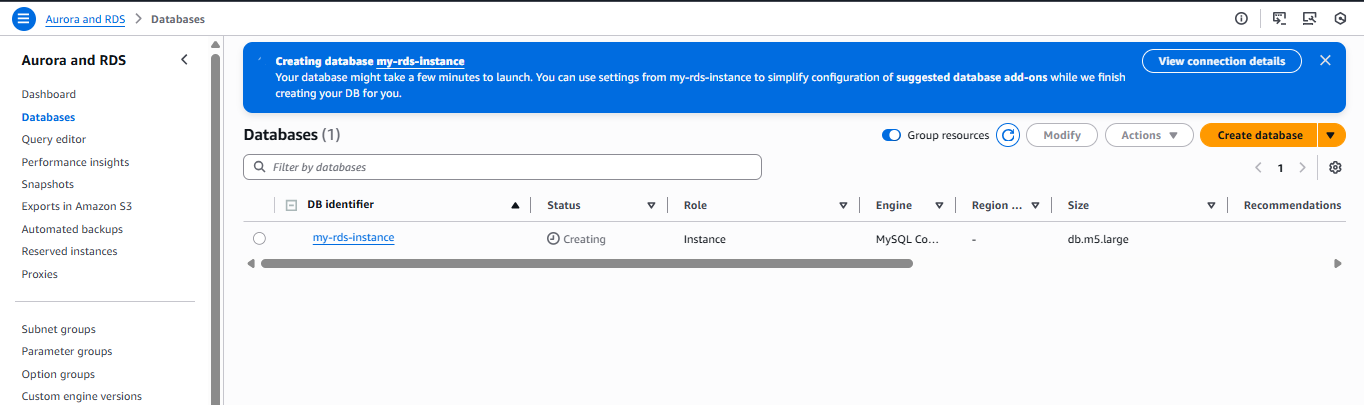 Aurora and RDS > Databases
Aurora and RDS
Dashboard
Databases
Query editor
Performance insights
Snapshots
Exports in Amazon S3
Automated backups
Reserved instances
Proxies
Subnet groups
Parameter groups
Option groups
Custom engine versions
Creating database my-rds-instance
Your database might take a few minutes to launch. You can use settings from my-rds-instance to simplify configuration of suggested database add-ons while we finish
creating your DB for you.
View connection details
Databases (1)
Group resources
Modify
Actions
Create database
Filter by databases
1
DB identifier Status Role Engine Region ... Size Recommendations
my-rds-instance Creating Instance MySQL Co... - db.m5.large